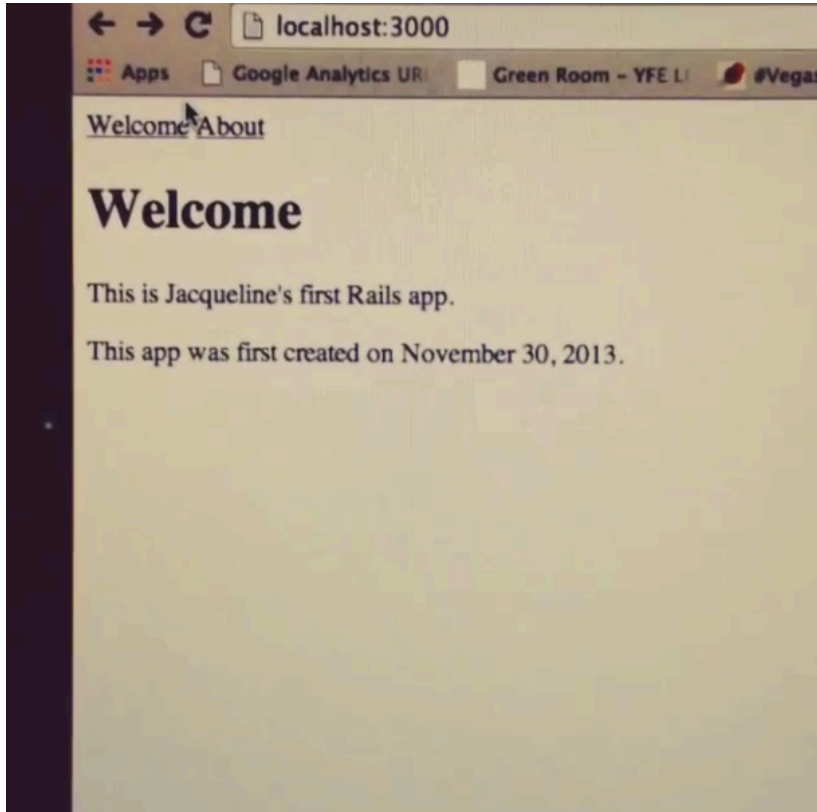 localhost:3000
Apps Google Analytics UR Green Room – YFE L #Vegas
Welcome About
Welcome
This is Jacqueline's first Rails app.
This app was first created on November 30, 2013.